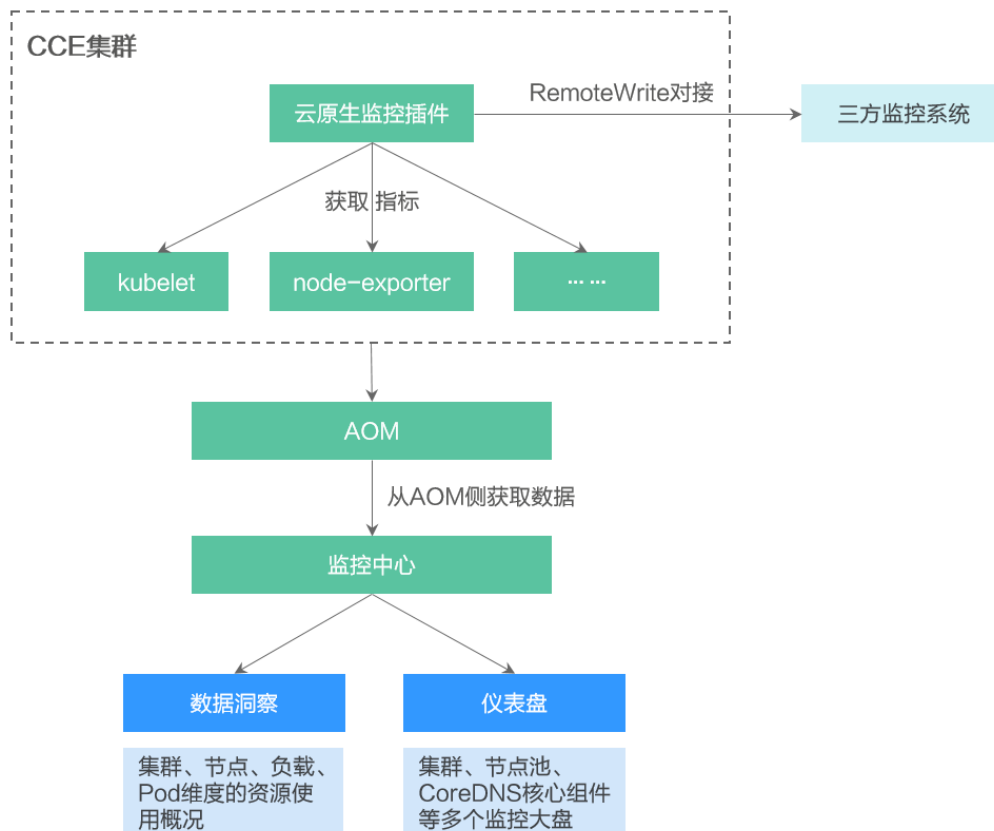 CCE集群
云原生监控插件
RemoteWrite对接
三方监控系统
获取 指标
kubelet
node-exporter
... ...
AOM
从AOM侧获取数据
监控中心
数据洞察
仪表盘
集群、节点、负载、
Pod维度的资源使
用概况
集群、节点池、
CoreDNS核心组件
等多个监控大盘